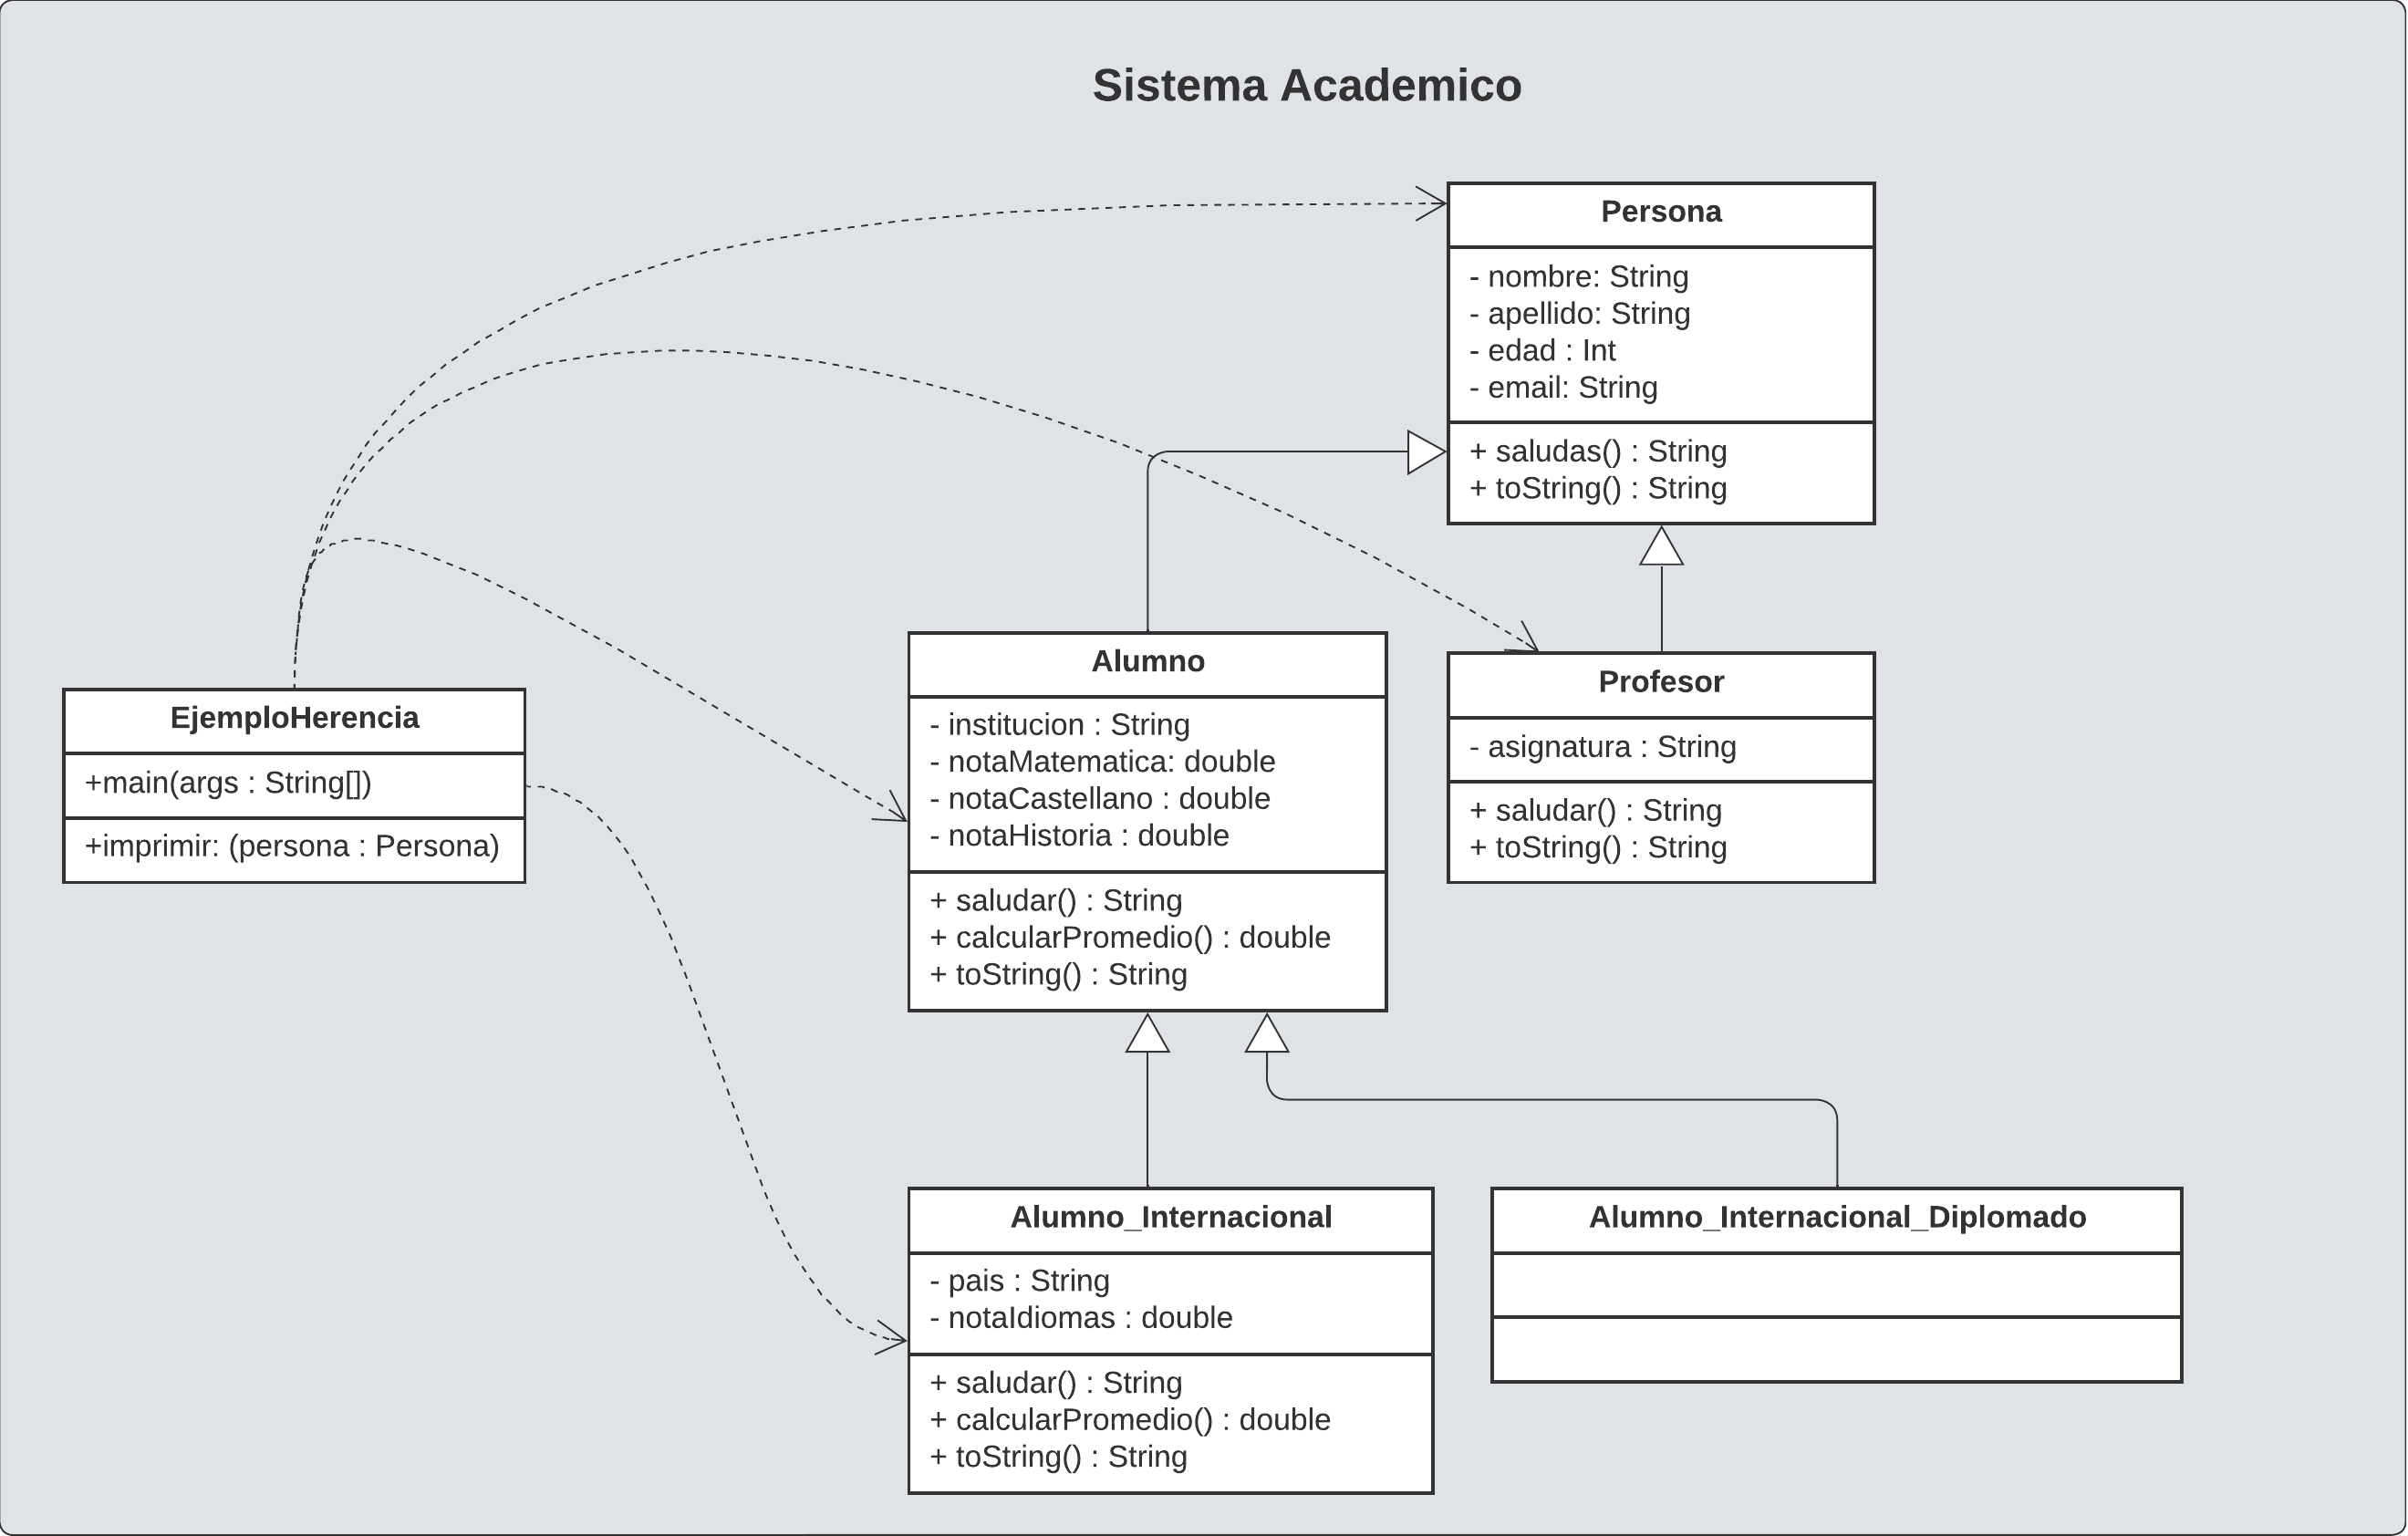 Sistema Academico
Persona
- nombre: String
- apellido: String
- edad : Int
- email: String
+ saludas() : String
+ toString() : String
Alumno
- institucion : String
- notaMatematica: double
- notaCastellano : double
- notaHistoria : double
+ saludar() : String
+ calcularPromedio() : double
+ toString() : String
Profesor
- asignatura : String
+ saludar() : String
+ toString() : String
EjemploHerencia
+main(args : String[])
+imprimir: (persona : Persona)
Alumno_Internacional
- pais : String
- notaIdiomas : double
+ saludar() : String
+ calcularPromedio() : double
+ toString() : String
Alumno_Internacional_Diplomado